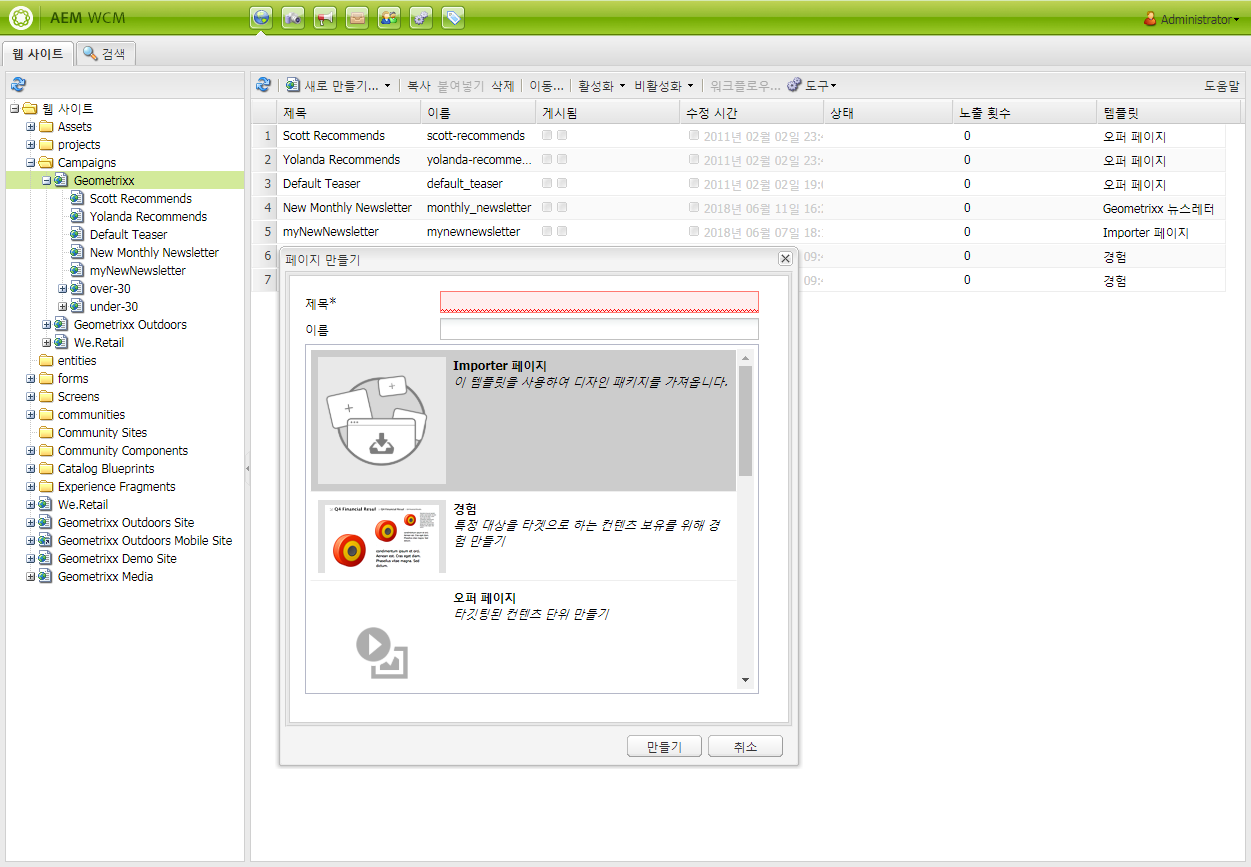 AEM WCM
Administrator
웹 사이트
검색
새로 만들기... 복사 붙여넣기 삭제 이동... 활성화 비활성화 워크플로우... 도구 도움말
웹 사이트
Assets
projects
Campaigns
Geometrixx
Scott Recommends
Yolanda Recommends
Default Teaser
New Monthly Newsletter
myNewNewsletter
over-30
under-30
Geometrixx Outdoors
We.Retail
entities
forms
Screens
communities
Community Sites
Community Components
Catalog Blueprints
Experience Fragments
We.Retail
Geometrixx Outdoors Site
Geometrixx Outdoors Mobile Site
Geometrixx Demo Site
Geometrixx Media
제목 이름 게시됨 수정 시간 상태 노출 횟수 템플릿
1 Scott Recommends scott-recommends 2011년 02월 02일 23: 0 오퍼 페이지
2 Yolanda Recommends yolanda-recomme... 2011년 02월 02일 23: 0 오퍼 페이지
3 Default Teaser default_teaser 2011년 02월 02일 19: 0 오퍼 페이지
4 New Monthly Newsletter monthly_newsletter 2018년 06월 11일 16: 0 Geometrixx 뉴스레터
5 myNewNewsletter mynewnewsletter 2018년 06월 07일 18: 0 Importer 페이지
6 09: 0 경험
7 09: 0 경험
페이지 만들기
제목*
이름
Importer 페이지
이 템플릿을 사용하여 디자인 패키지를 가져옵니다.
경험
특정 대상을 타겟으로 하는 컨텐츠 보유를 위해 경
험 만들기
오퍼 페이지
타깃팅된 컨텐츠 단위 만들기
만들기
취소